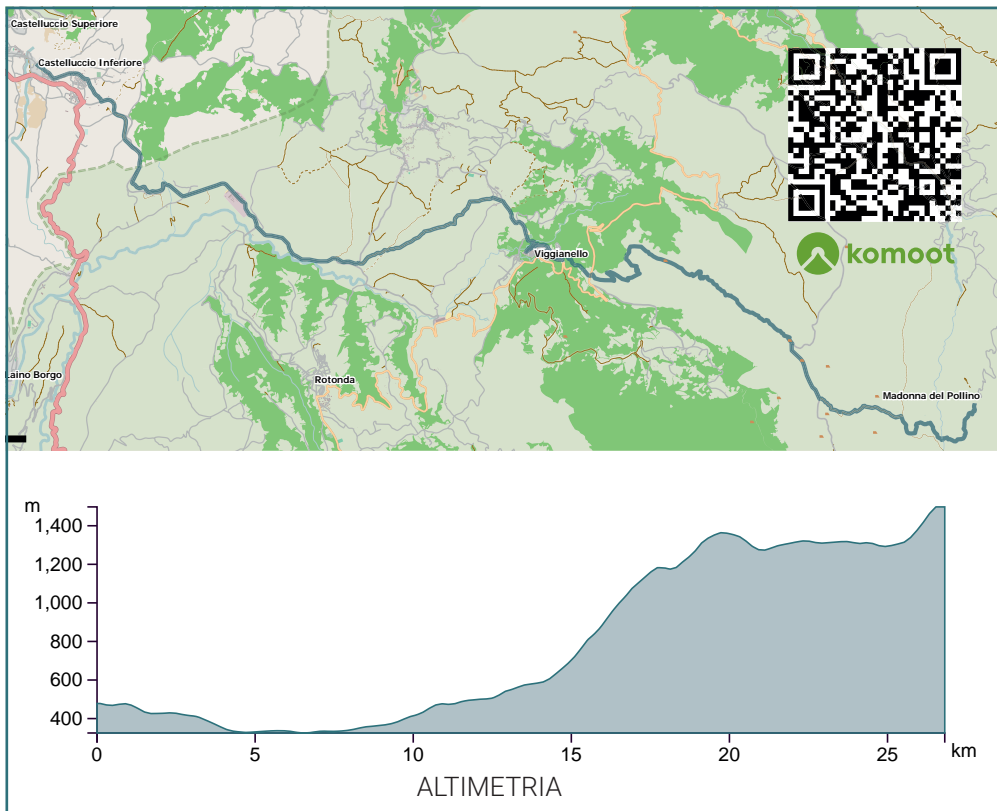 Castelluccio Superiore
Castelluccio Inferiore
komoot
Viggianello
Laino Borgo
Rotonda
Madonna del Pollino
m
1,400
1,200
1,000
800
600
400
0 5 10 15 20 25 km
ALTIMETRIA